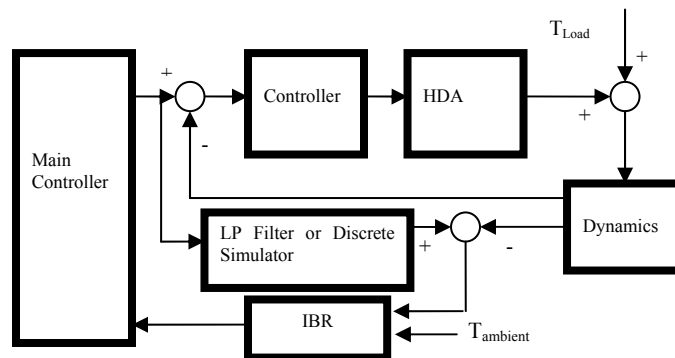 T_Load
+
+
Controller
HDA
+
-
Main
Controller
LP Filter or Discrete
Simulator
+
-
Dynamics
IBR
T_ambient